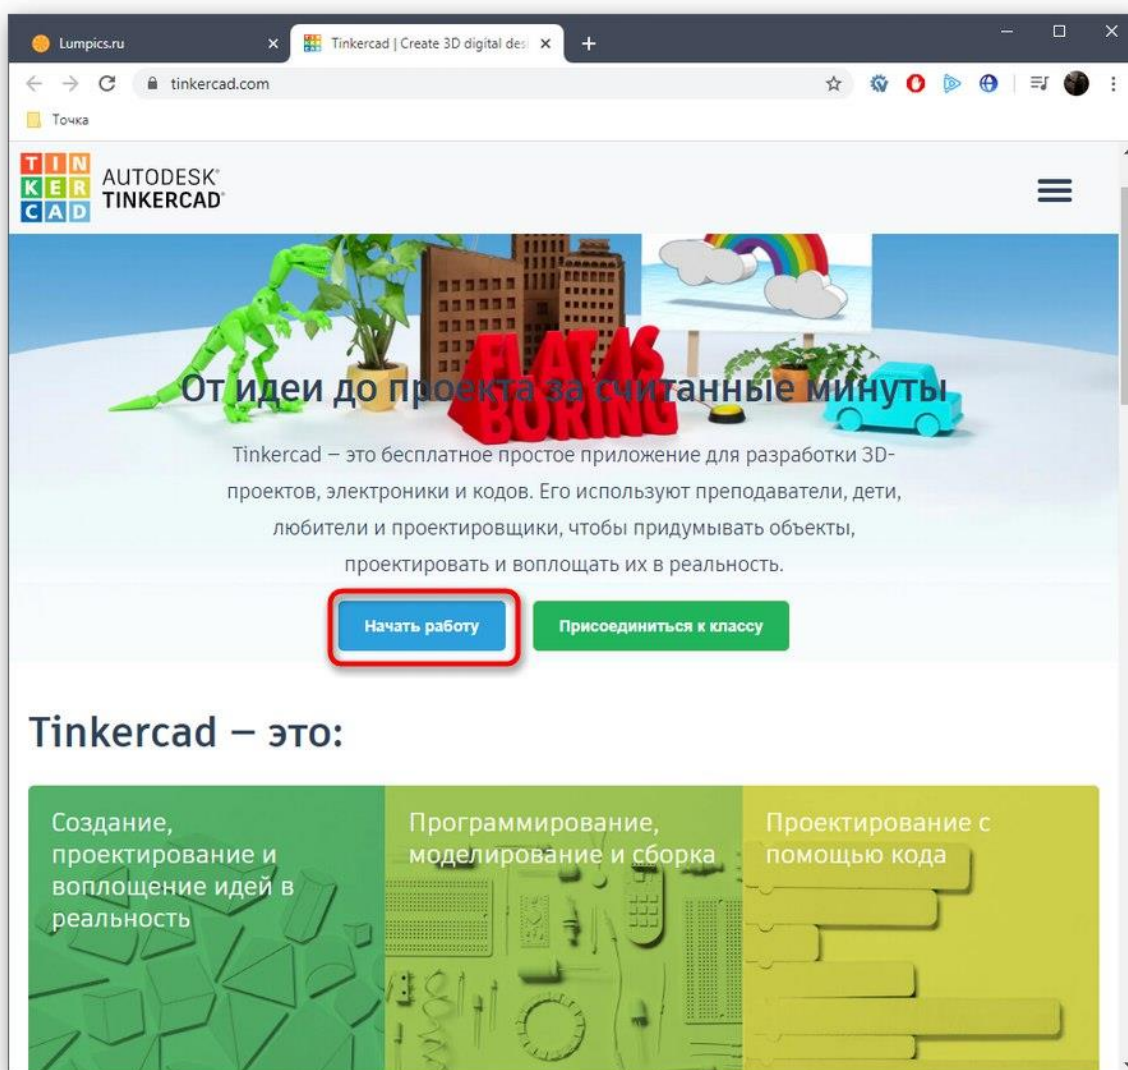 Lumpics.ru
Tinkercad | Create 3D digital des
tinkercad.com
Точка
TIN
KER
CAD
AUTODESK®
TINKERCAD®
FLAT IS
BORING
От идеи до проекта за считанные минуты
Tinkercad — это бесплатное простое приложение для разработки 3D-
проектов, электроники и кодов. Его используют преподаватели, дети,
любители и проектировщики, чтобы придумывать объекты,
проектировать и воплощать их в реальность.
Начать работу
Присоединиться к классу
Tinkercad — это:
Создание,
проектирование и
воплощение идей в
реальность
Программирование,
моделирование и сборка
Проектирование с
помощью кода